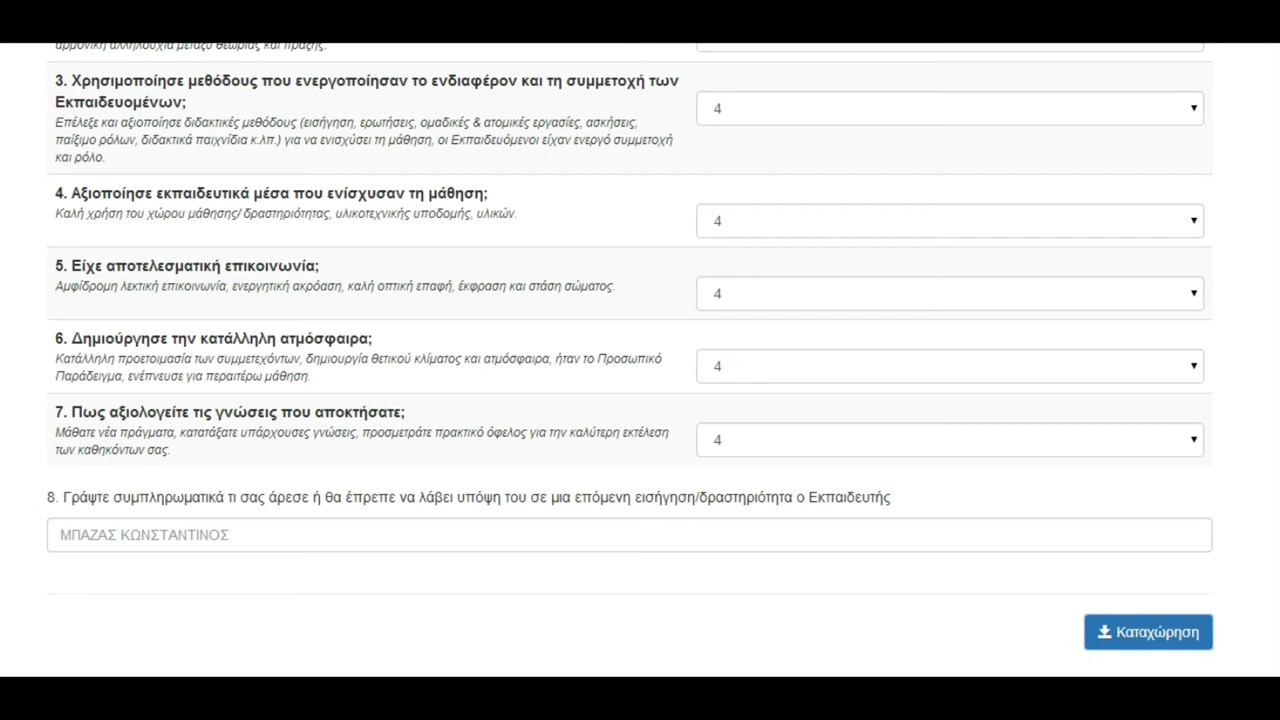 αρμονική αλληλουχία μεταξύ θεωρίας και πράξης.
3. Χρησιμοποίησε μεθόδους που ενεργοποίησαν το ενδιαφέρον και τη συμμετοχή των
Εκπαιδευομένων;
4
Επέλεξε και αξιοποίησε διδακτικές μεθόδους (εισήγηση, ερωτήσεις, ομαδικές & ατομικές εργασίες, ασκήσεις,
παίξιμο ρόλων, διδακτικά παιχνίδια κ.λπ.) για να ενισχύσει τη μάθηση, οι Εκπαιδευόμενοι είχαν ενεργό συμμετοχή
και ρόλο.
4. Αξιοποίησε εκπαιδευτικά μέσα που ενίσχυσαν τη μάθηση;
Καλή χρήση του χώρου μάθησης/ δραστηριότητας, υλικοτεχνικής υποδομής, υλικών.
4
5. Είχε αποτελεσματική επικοινωνία;
Αμφίδρομη λεκτική επικοινωνία, ενεργητική ακρόαση, καλή οπτική επαφή, έκφραση και στάση σώματος.
4
6. Δημιούργησε την κατάλληλη ατμόσφαιρα;
Κατάλληλη προετοιμασία των συμμετεχόντων, δημιουργία θετικού κλίματος και ατμόσφαιρα, ήταν το Προσωπικό
Παράδειγμα, ενέπνευσε για περαιτέρω μάθηση.
4
7. Πως αξιολογείτε τις γνώσεις που αποκτήσατε;
Μάθατε νέα πράγματα, κατατάξατε υπάρχουσες γνώσεις, προσμετράτε πρακτικό όφελος για την καλύτερη εκτέλεση
των καθηκόντων σας.
4
8. Γράψτε συμπληρωματικά τι σας άρεσε ή θα έπρεπε να λάβει υπόψη του σε μια επόμενη εισήγηση/δραστηριότητα ο Εκπαιδευτής
ΜΠΑΖΑΣ ΚΩΝΣΤΑΝΤΙΝΟΣ
Καταχώρηση